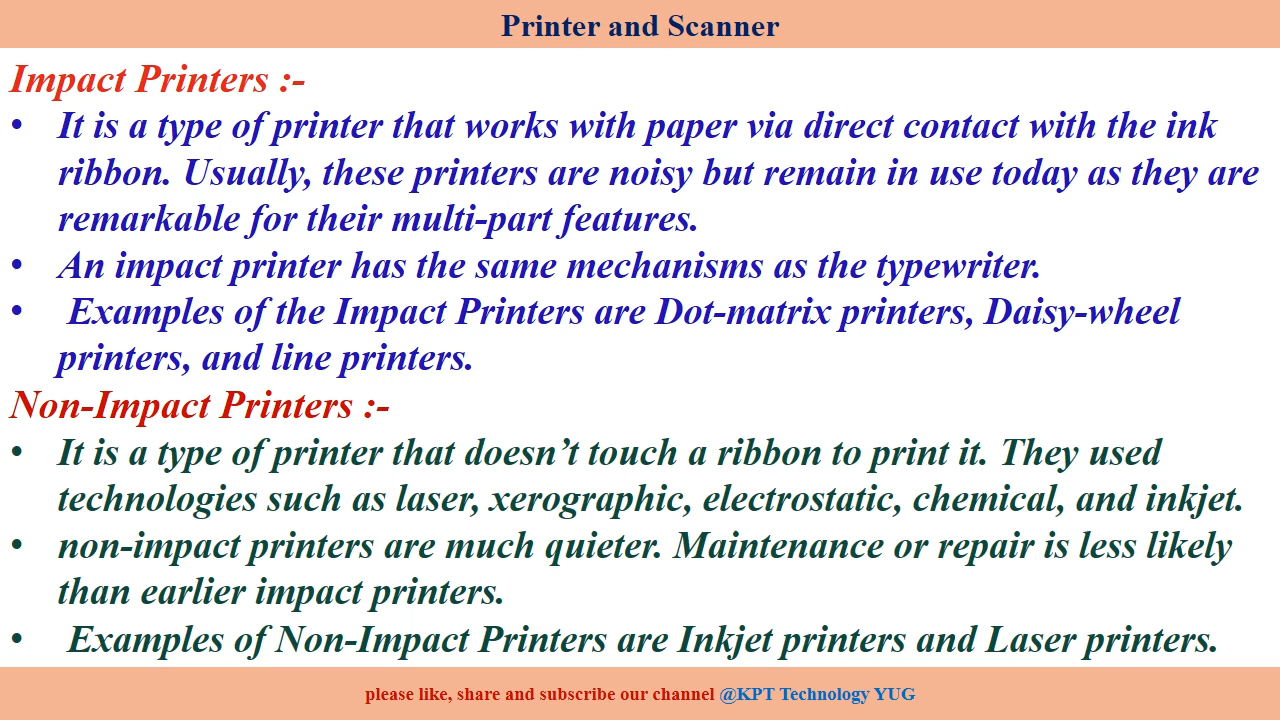 Printer and Scanner
Impact Printers :-
• It is a type of printer that works with paper via direct contact with the ink
ribbon. Usually, these printers are noisy but remain in use today as they are
remarkable for their multi-part features.
• An impact printer has the same mechanisms as the typewriter.
• Examples of the Impact Printers are Dot-matrix printers, Daisy-wheel
printers, and line printers.
Non-Impact Printers :-
• It is a type of printer that doesn’t touch a ribbon to print it. They used
technologies such as laser, xerographic, electrostatic, chemical, and inkjet.
• non-impact printers are much quieter. Maintenance or repair is less likely
than earlier impact printers.
• Examples of Non-Impact Printers are Inkjet printers and Laser printers.
please like, share and subscribe our channel @KPT Technology YUG